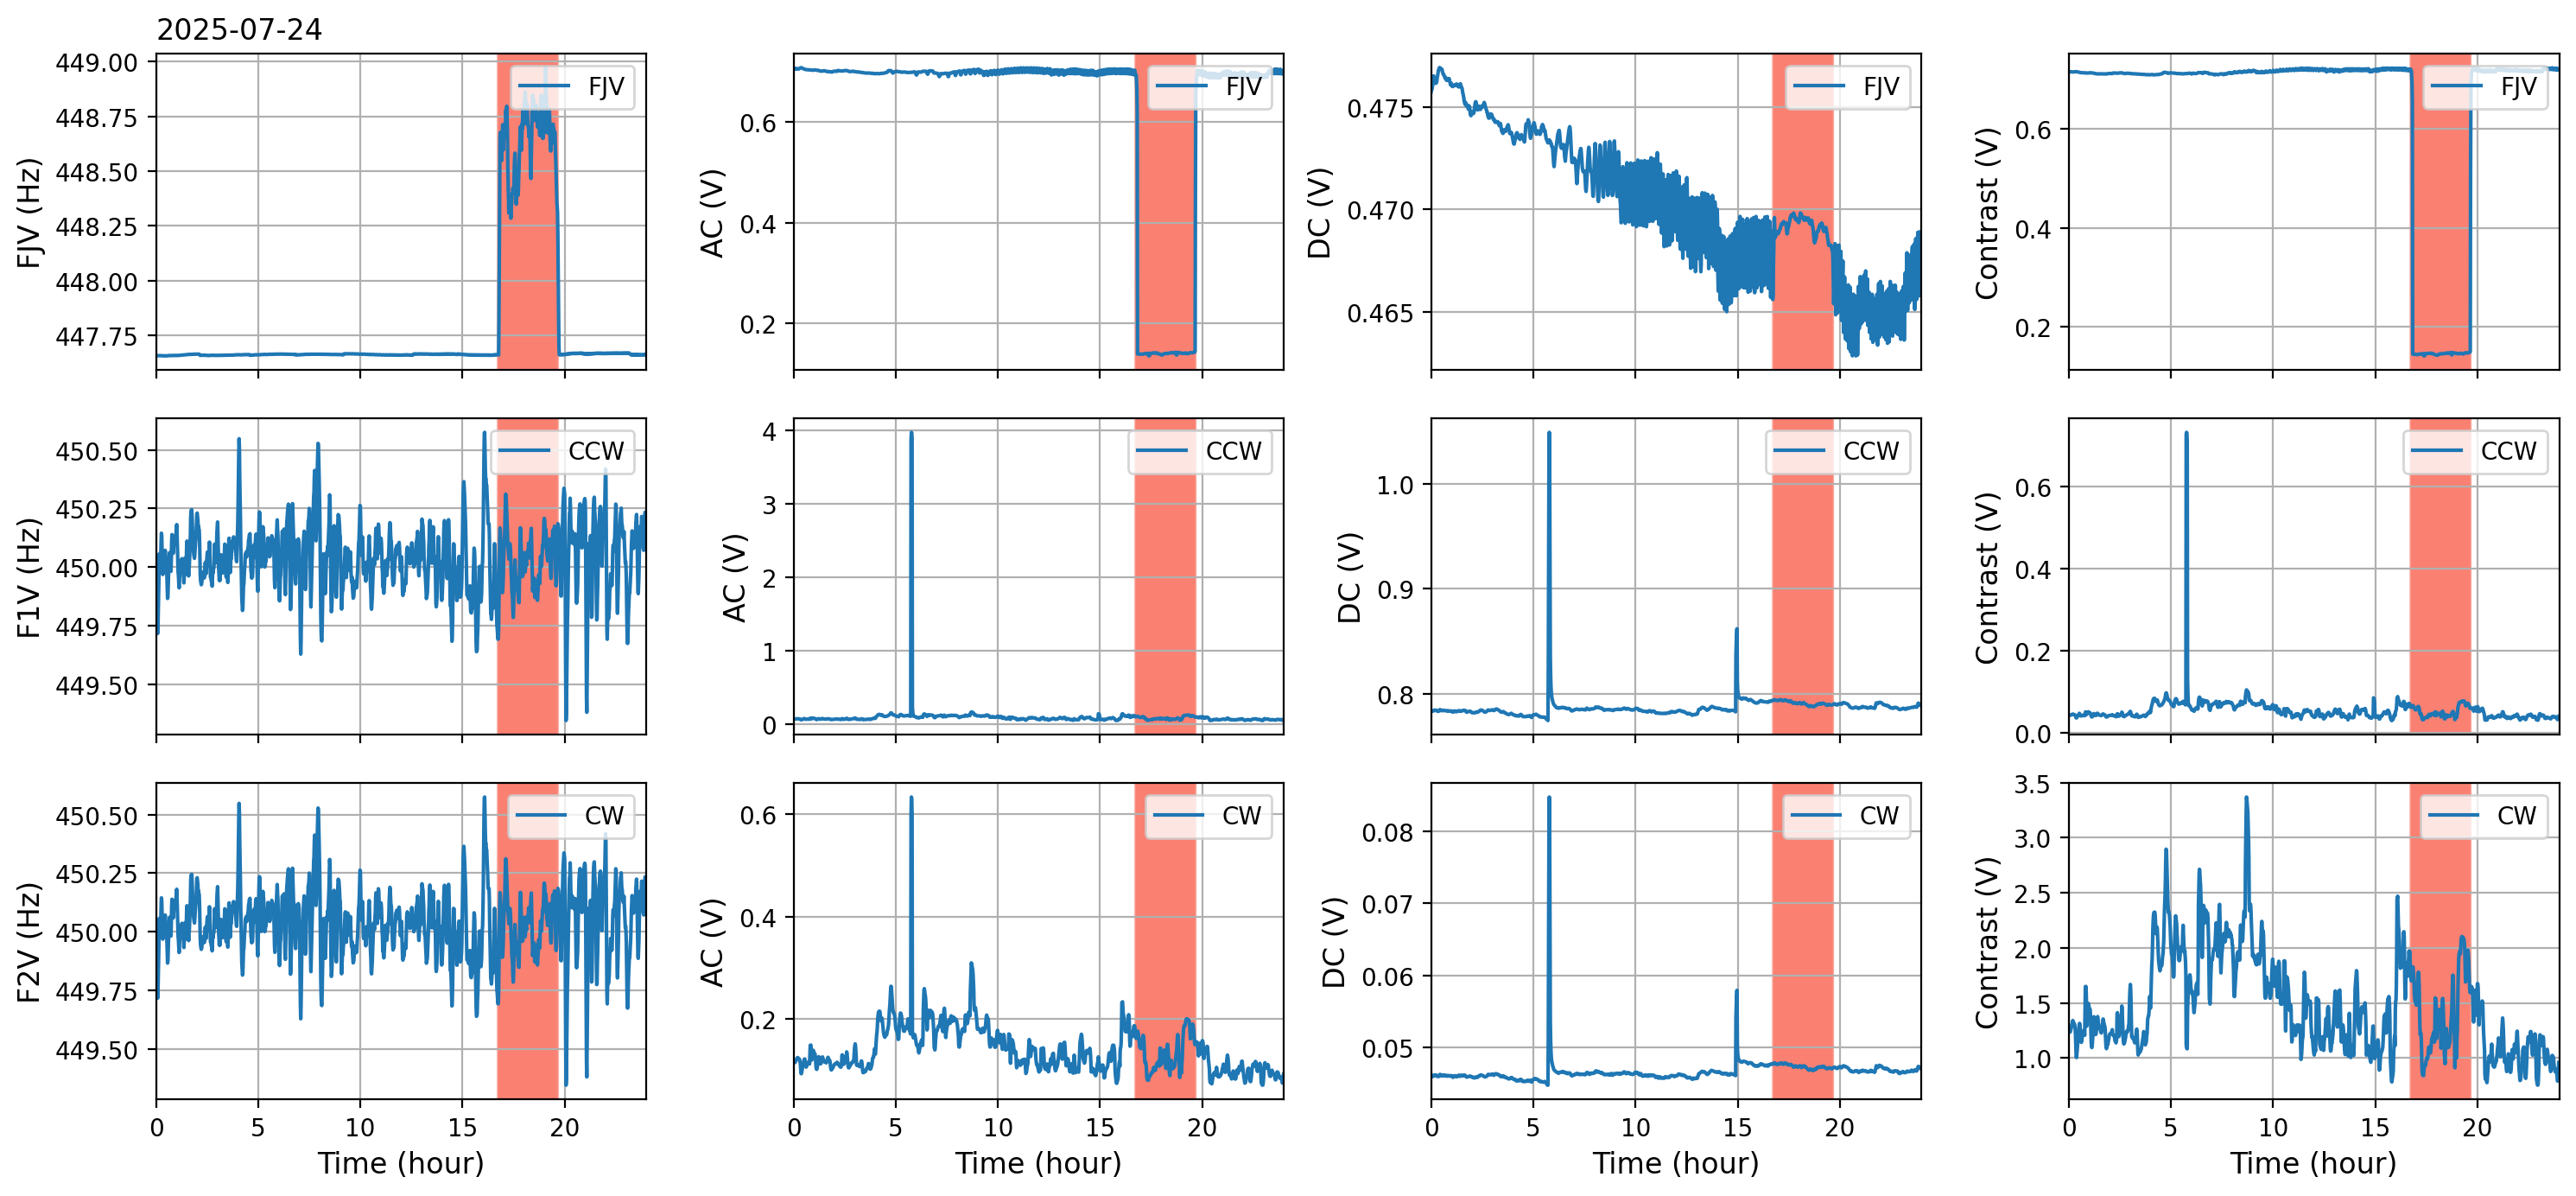 2025-07-24
FJV (Hz)
449.00
448.75
448.50
448.25
448.00
447.75
FJV
AC (V)
0.6
0.4
0.2
FJV
DC (V)
0.475
0.470
0.465
FJV
Contrast (V)
0.6
0.4
0.2
FJV
F1V (Hz)
450.50
450.25
450.00
449.75
449.50
CCW
AC (V)
4
3
2
1
0
CCW
DC (V)
1.0
0.9
0.8
CCW
Contrast (V)
0.6
0.4
0.2
0.0
CCW
F2V (Hz)
450.50
450.25
450.00
449.75
449.50
CW
0 5 10 15 20
Time (hour)
AC (V)
0.6
0.4
0.2
CW
0 5 10 15 20
Time (hour)
DC (V)
0.08
0.07
0.06
0.05
CW
0 5 10 15 20
Time (hour)
Contrast (V)
3.5
3.0
2.5
2.0
1.5
1.0
CW
0 5 10 15 20
Time (hour)